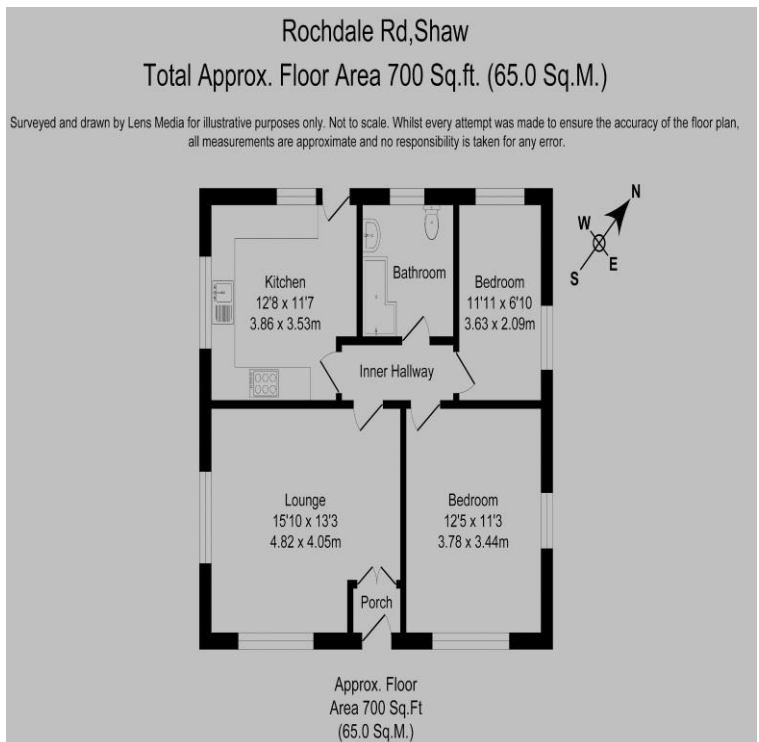 Rochdale Rd,Shaw
Total Approx. Floor Area 700 Sq.ft. (65.0 Sq.M.)
Surveyed and drawn by Lens Media for illustrative purposes only. Not to scale. Whilst every attempt was made to ensure the accuracy of the floor plan,
all measurements are approximate and no responsibility is taken for any error.
N
W
E
S
Kitchen
12'8 x 11'7
3.86 x 3.53m
Bathroom
Bedroom
11'11 x 6'10
3.63 x 2.09m
Inner Hallway
Lounge
15'10 x 13'3
4.82 x 4.05m
Bedroom
12'5 x 11'3
3.78 x 3.44m
Porch
Approx. Floor
Area 700 Sq.Ft
(65.0 Sq.M.)